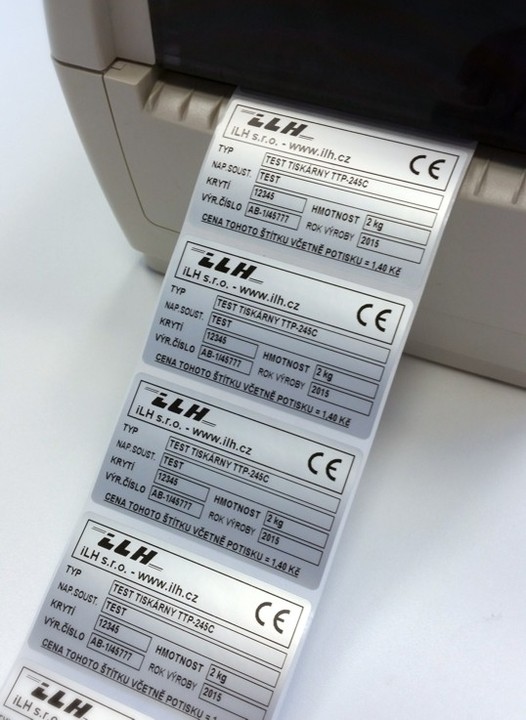 iLH
iLH s.r.o. - www.ilh.cz CE
TYP TEST TISKÁRNY TTP-245C
NAP.SOUST. TEST
KRYTÍ 12345 HMOTNOST 2 kg
VÝR.ČÍSLO AB-1/45777 ROK VÝROBY 2015
CENA TOHOTO ŠTÍTKU VČETNĚ POTISKU = 1,40 Kč
iLH
iLH s.r.o. - www.ilh.cz CE
TYP TEST TISKÁRNY TTP-245C
NAP.SOUST. TEST
KRYTÍ 12345 HMOTNOST 2 kg
VÝR.ČÍSLO AB-1/45777 ROK VÝROBY 2015
CENA TOHOTO ŠTÍTKU VČETNĚ POTISKU = 1,40 Kč
iLH
iLH s.r.o. - www.ilh.cz CE
TYP TEST TISKÁRNY TTP-245C
NAP.SOUST. TEST
KRYTÍ 12345 HMOTNOST 2 kg
VÝR.ČÍSLO AB-1/45777 ROK VÝROBY 2015
CENA TOHOTO ŠTÍTKU VČETNĚ POTISKU = 1,40 Kč
iLH
iLH s.r.o. - www.ilh.cz CE
TYP TEST TISKÁRNY TTP-245C
NAP.SOUST. TEST
KRYTÍ 12345 HMOTNOST 2 kg
VÝR.ČÍSLO AB-1/45777 ROK VÝROBY 2015
CENA TOHOTO ŠTÍTKU VČETNĚ POTISKU = 1,40 Kč
iLH
iLH s.r.o.